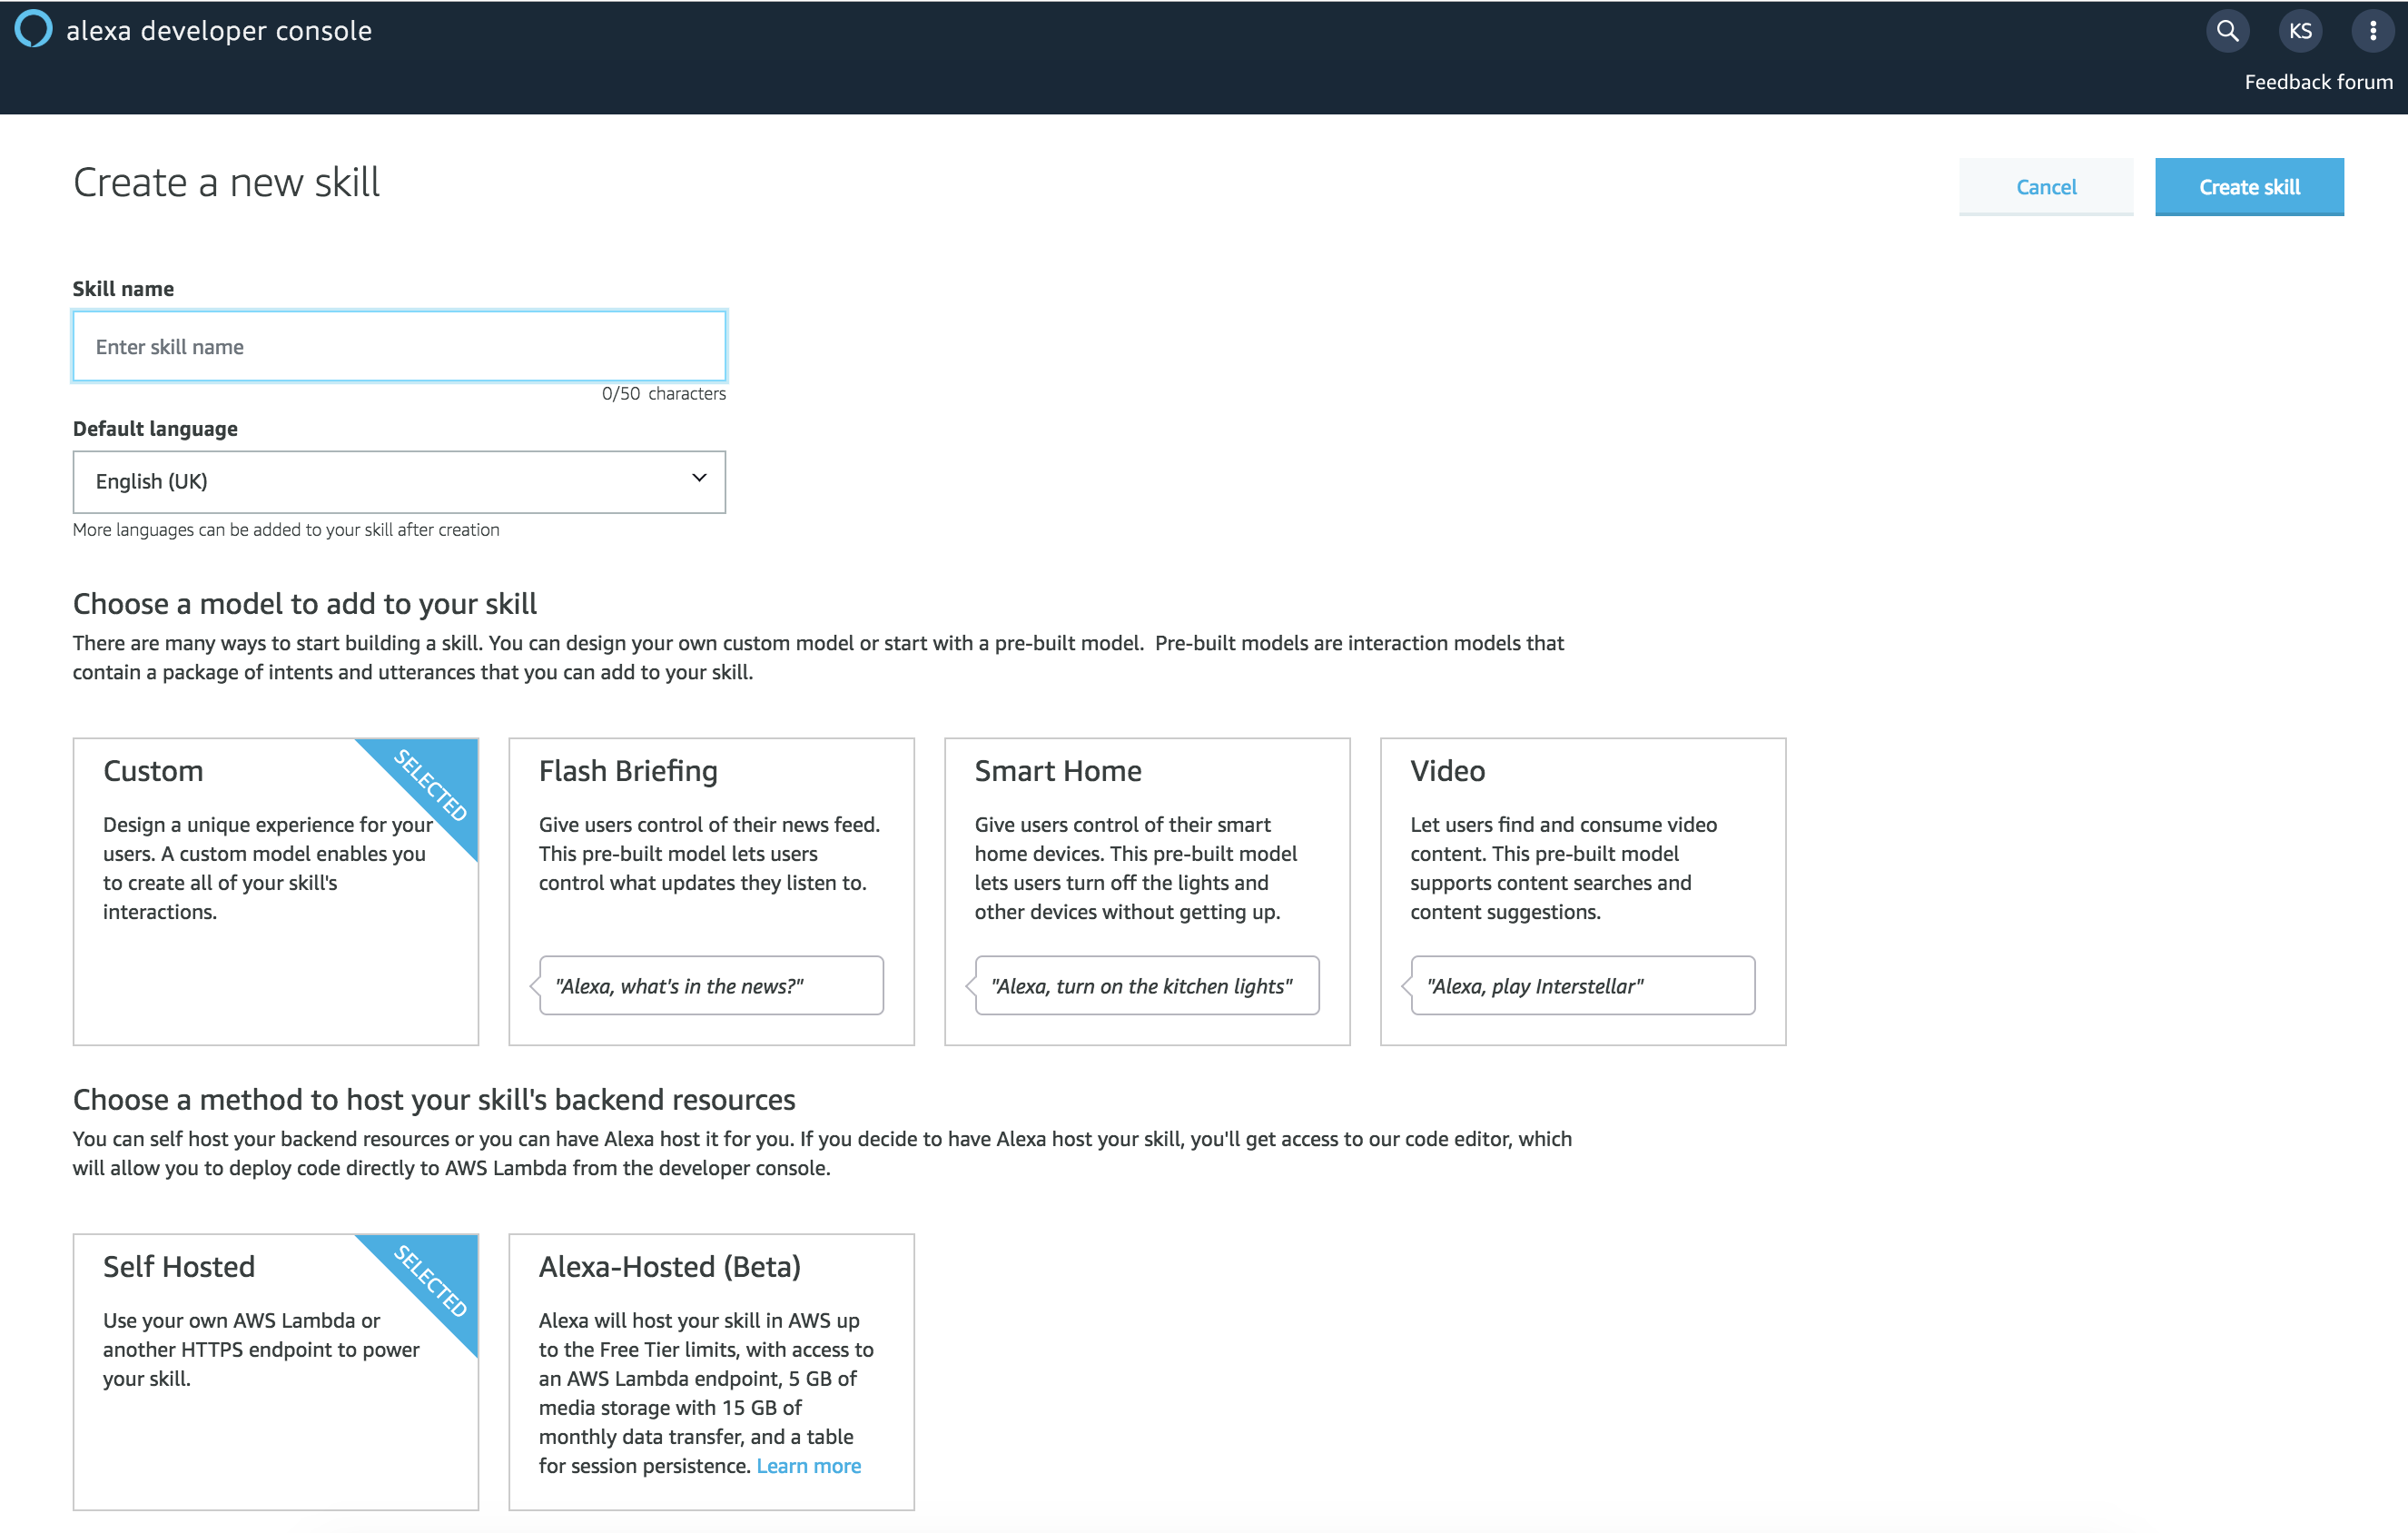 alexa developer console
KS
Feedback forum
Create a new skill
Cancel
Create skill
Skill name
Enter skill name
0/50 characters
Default language
English (UK)
More languages can be added to your skill after creation
Choose a model to add to your skill
There are many ways to start building a skill. You can design your own custom model or start with a pre-built model. Pre-built models are interaction models that
contain a package of intents and utterances that you can add to your skill.
Custom
SELECTED
Design a unique experience for your
users. A custom model enables you
to create all of your skill's
interactions.
Flash Briefing
Give users control of their news feed.
This pre-built model lets users
control what updates they listen to.
"Alexa, what's in the news?"
Smart Home
Give users control of their smart
home devices. This pre-built model
lets users turn off the lights and
other devices without getting up.
"Alexa, turn on the kitchen lights"
Video
Let users find and consume video
content. This pre-built model
supports content searches and
content suggestions.
"Alexa, play Interstellar"
Choose a method to host your skill's backend resources
You can self host your backend resources or you can have Alexa host it for you. If you decide to have Alexa host your skill, you'll get access to our code editor, which
will allow you to deploy code directly to AWS Lambda from the developer console.
Self Hosted
SELECTED
Use your own AWS Lambda or
another HTTPS endpoint to power
your skill.
Alexa-Hosted (Beta)
Alexa will host your skill in AWS up
to the Free Tier limits, with access to
an AWS Lambda endpoint, 5 GB of
media storage with 15 GB of
monthly data transfer, and a table
for session persistence. Learn more